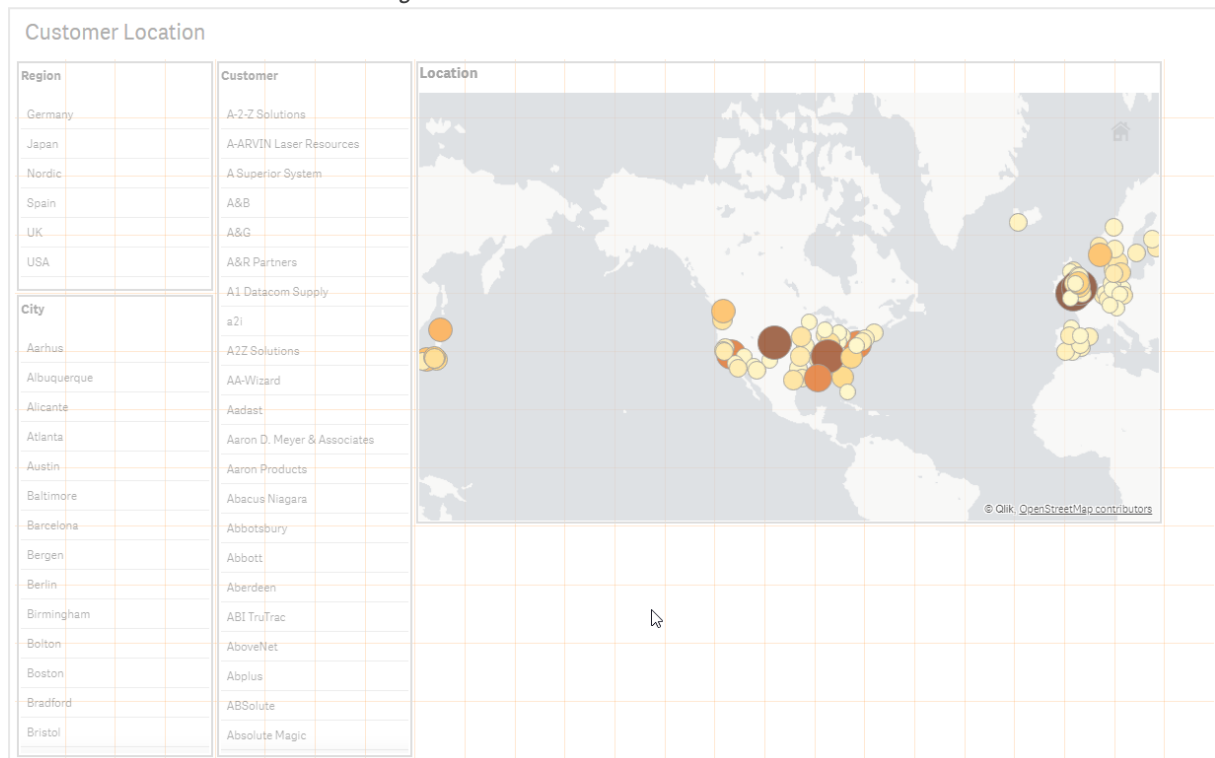 Customer Location
Region
Germany
Japan
Nordic
Spain
UK
USA
City
Aarhus
Albuquerque
Alicante
Atlanta
Austin
Baltimore
Barcelona
Bergen
Berlin
Birmingham
Bolton
Boston
Bradford
Bristol
Customer
A-2-Z Solutions
A-ARVIN Laser Resources
A Superior System
A&B
A&G
A&R Partners
A1 Datacom Supply
a2i
A2Z Solutions
AA-Wizard
Aadast
Aaron D. Meyer & Associates
Aaron Products
Abacus Niagara
Abbotsbury
Abbott
Aberdeen
ABI TruTrac
AboveNet
Abplus
ABSolute
Absolute Magic
Location
© Qlik, OpenStreetMap contributors